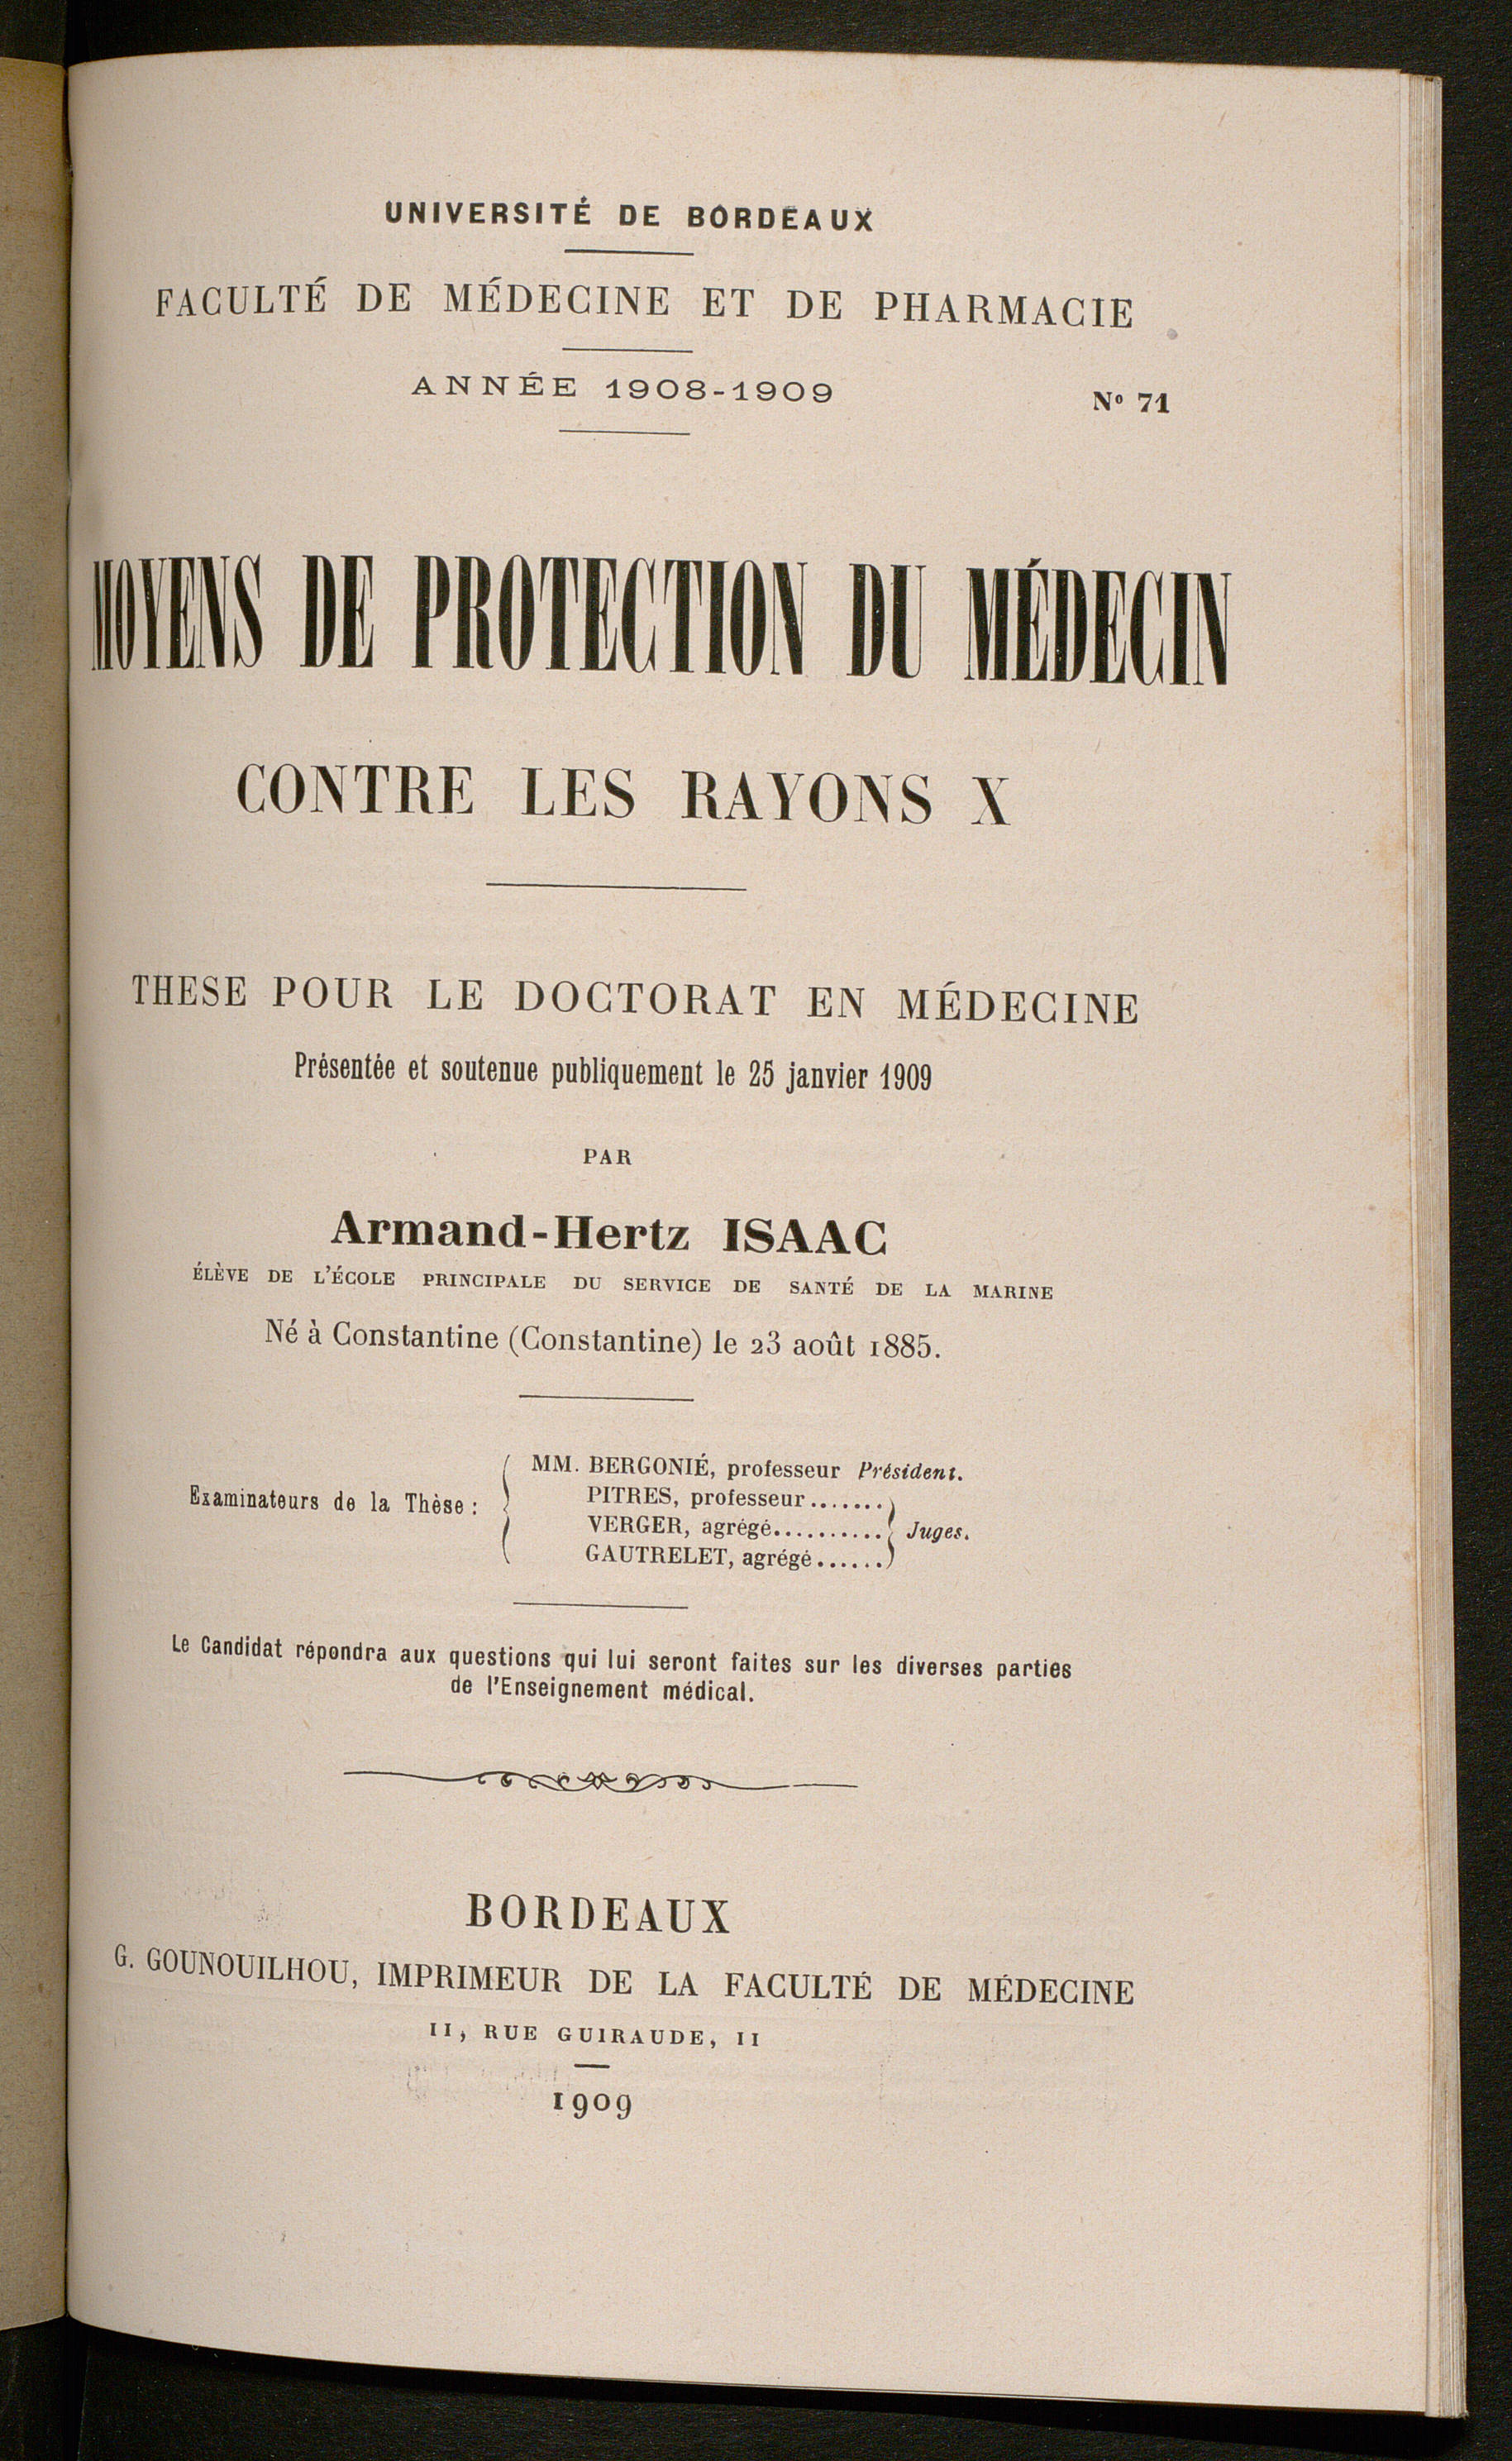 UNIVERSITÉ DE BORDEAUX
FACULTÉ DE MÉDECINE ET DE PHARMACIE
ANNÉE 1908-1909
Nº 71
MOYENS DE PROTECTION DU MÉDECIN
CONTRE LES RAYONS X
THESE POUR LE DOCTORAT EN MÉDECINE
Présentée et soutenue publiquement le 25 janvier 1909
PAR
Armand-Hertz ISAAC
ÉLÈVE DE L'ÉCOLE PRINCIPALE DU SERVICE DE SANTÉ DE LA MARINE
Né à Constantine (Constantine) le 23 août 1885.
Examinateurs de la Thèse :
MM. BERGONIÉ, professeur Président.
PITRES, professeur.......
VERGER, agrégé..........
GAUTRELET, agrégé......
Juges.
Le Candidat répondra aux questions qui lui seront faites sur les diverses parties
de l'Enseignement médical.
BORDEAUX
G. GOUNOUILHOU, IMPRIMEUR DE LA FACULTÉ DE MÉDECINE
11, RUE GUIRAUDE, 11
1909